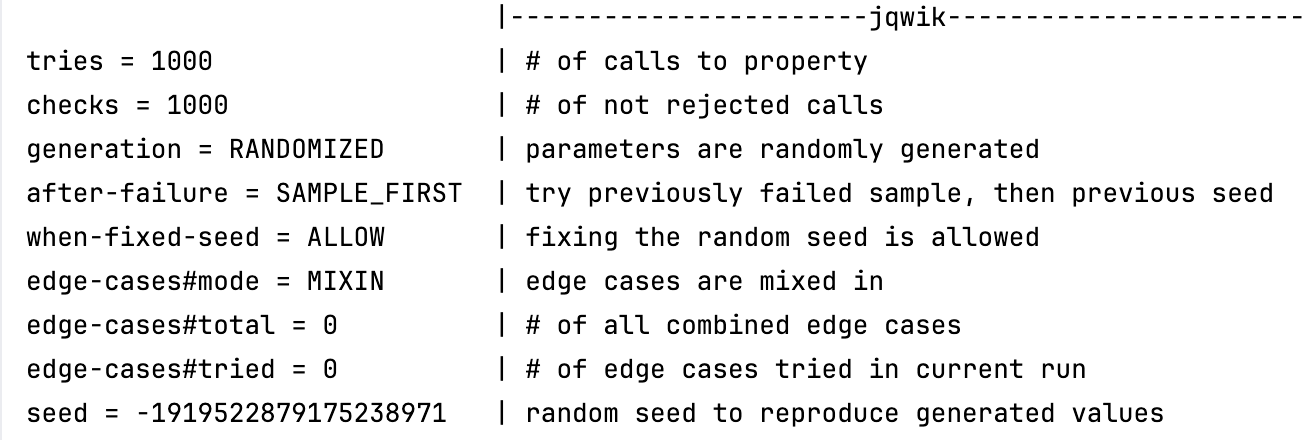 |-----------------------jqwik-----------------------
tries = 1000 | # of calls to property
checks = 1000 | # of not rejected calls
generation = RANDOMIZED | parameters are randomly generated
after-failure = SAMPLE_FIRST | try previously failed sample, then previous seed
when-fixed-seed = ALLOW | fixing the random seed is allowed
edge-cases#mode = MIXIN | edge cases are mixed in
edge-cases#total = 0 | # of all combined edge cases
edge-cases#tried = 0 | # of edge cases tried in current run
seed = -1919522879175238971 | random seed to reproduce generated values